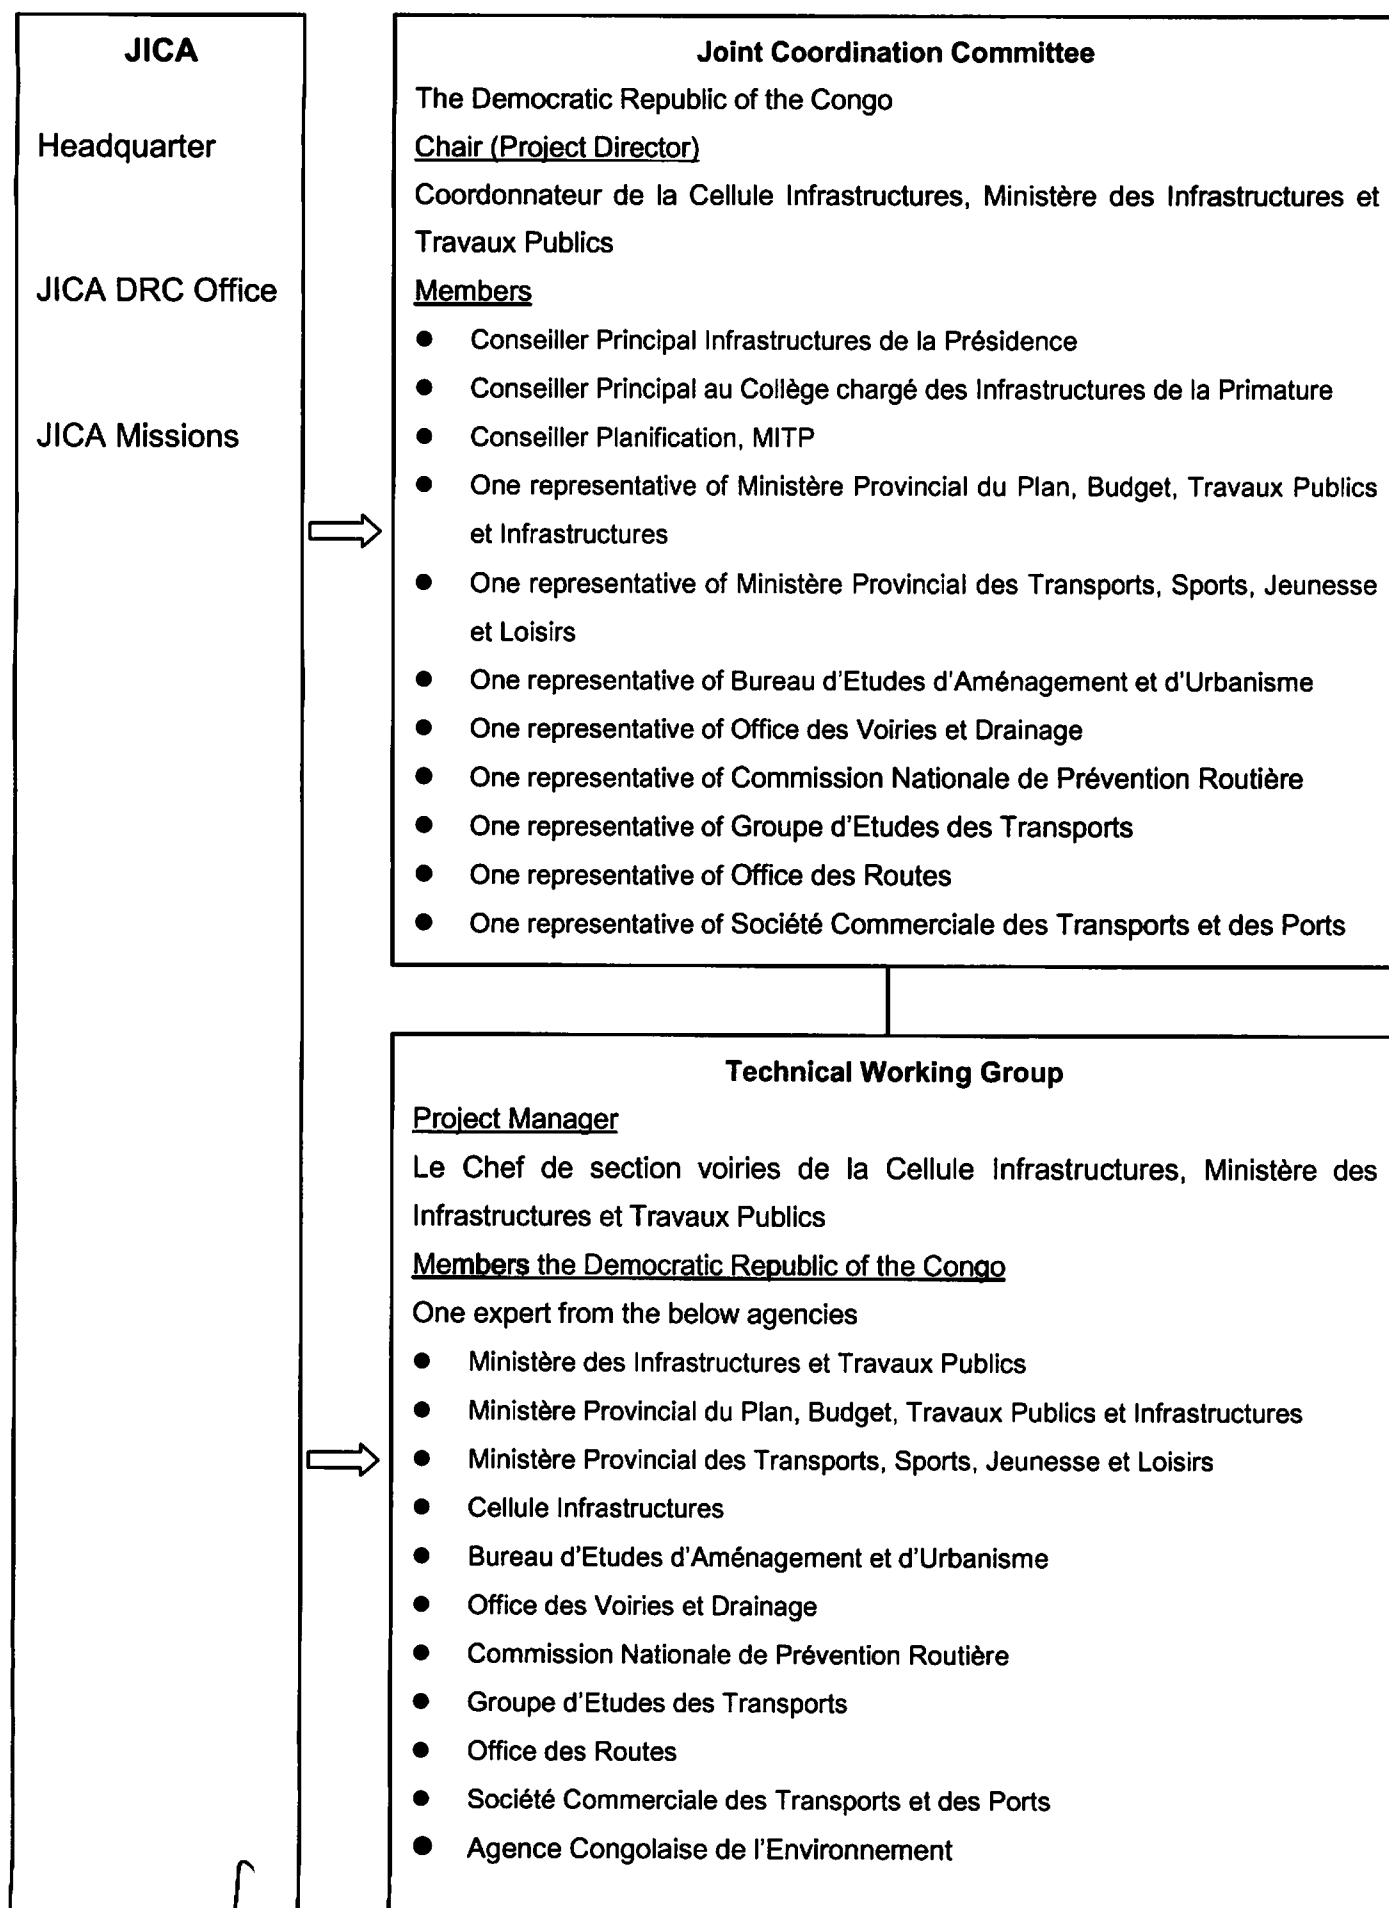 JICA
Headquarter
JICA DRC Office
JICA Missions
Joint Coordination Committee
The Democratic Republic of the Congo
Chair (Project Director)
Coordonnateur de la Cellule Infrastructures, Ministère des Infrastructures et
Travaux Publics
Members
● Conseiller Principal Infrastructures de la Présidence
● Conseiller Principal au Collège chargé des Infrastructures de la Primature
● Conseiller Planification, MITP
● One representative of Ministère Provincial du Plan, Budget, Travaux Publics
et Infrastructures
● One representative of Ministère Provincial des Transports, Sports, Jeunesse
et Loisirs
● One representative of Bureau d'Etudes d'Aménagement et d'Urbanisme
● One representative of Office des Voiries et Drainage
● One representative of Commission Nationale de Prévention Routière
● One representative of Groupe d'Etudes des Transports
● One representative of Office des Routes
● One representative of Société Commerciale des Transports et des Ports
Technical Working Group
Project Manager
Le Chef de section voiries de la Cellule Infrastructures, Ministère des
Infrastructures et Travaux Publics
Members the Democratic Republic of the Congo
One expert from the below agencies
● Ministère des Infrastructures et Travaux Publics
● Ministère Provincial du Plan, Budget, Travaux Publics et Infrastructures
● Ministère Provincial des Transports, Sports, Jeunesse et Loisirs
● Cellule Infrastructures
● Bureau d'Etudes d'Aménagement et d'Urbanisme
● Office des Voiries et Drainage
● Commission Nationale de Prévention Routière
● Groupe d'Etudes des Transports
● Office des Routes
● Société Commerciale des Transports et des Ports
● Agence Congolaise de l'Environnement